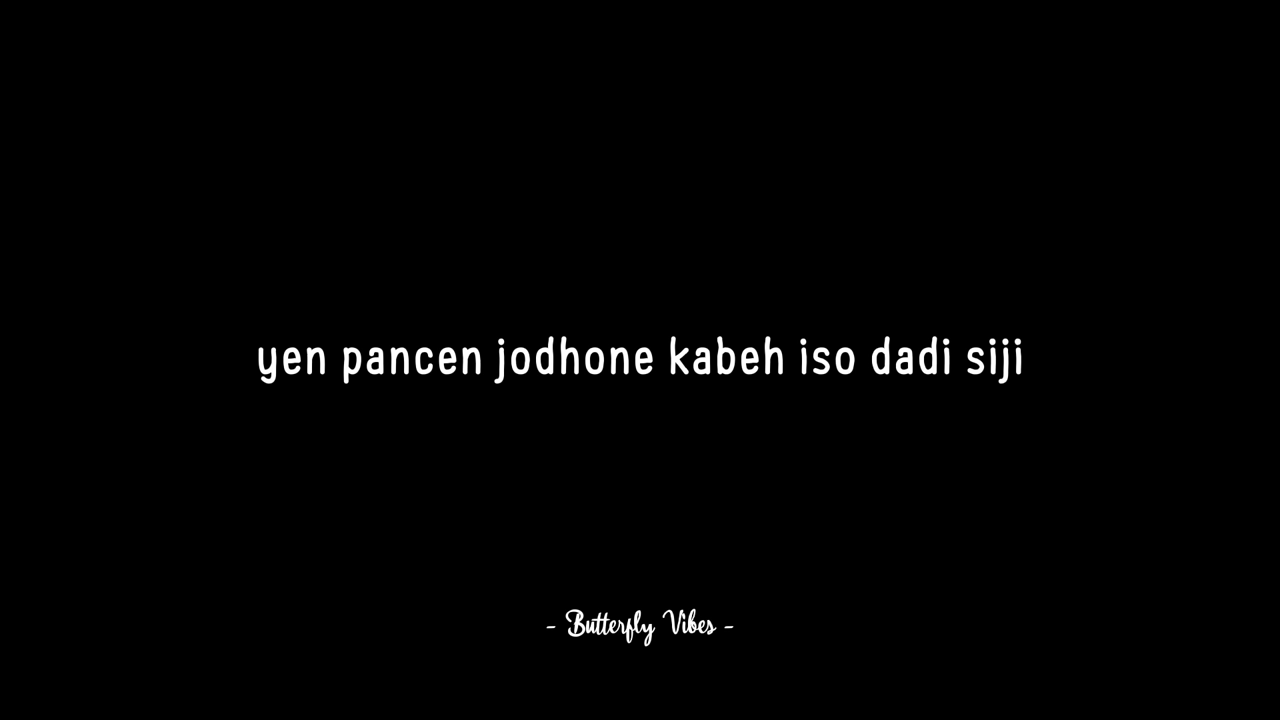 yen pancen jodhone kabeh iso dadi siji
- Butterfly Vibes -